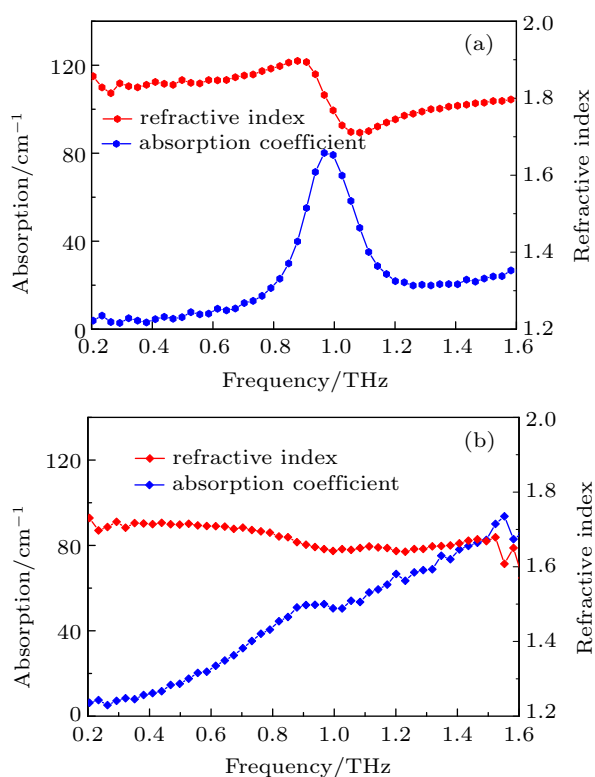 (a)
2.0
120
1.8
refractive index
absorption coefficient
80
1.6
40
1.4
0
1.2
0.2 0.4 0.6 0.8 1.0 1.2 1.4 1.6
Absorption/cm−1
Refractive index
Frequency/THz
(b)
2.0
120
refractive index
absorption coefficient
1.8
80
1.6
40
1.4
0
1.2
0.2 0.4 0.6 0.8 1.0 1.2 1.4 1.6
Absorption/cm−1
Refractive index
Frequency/THz